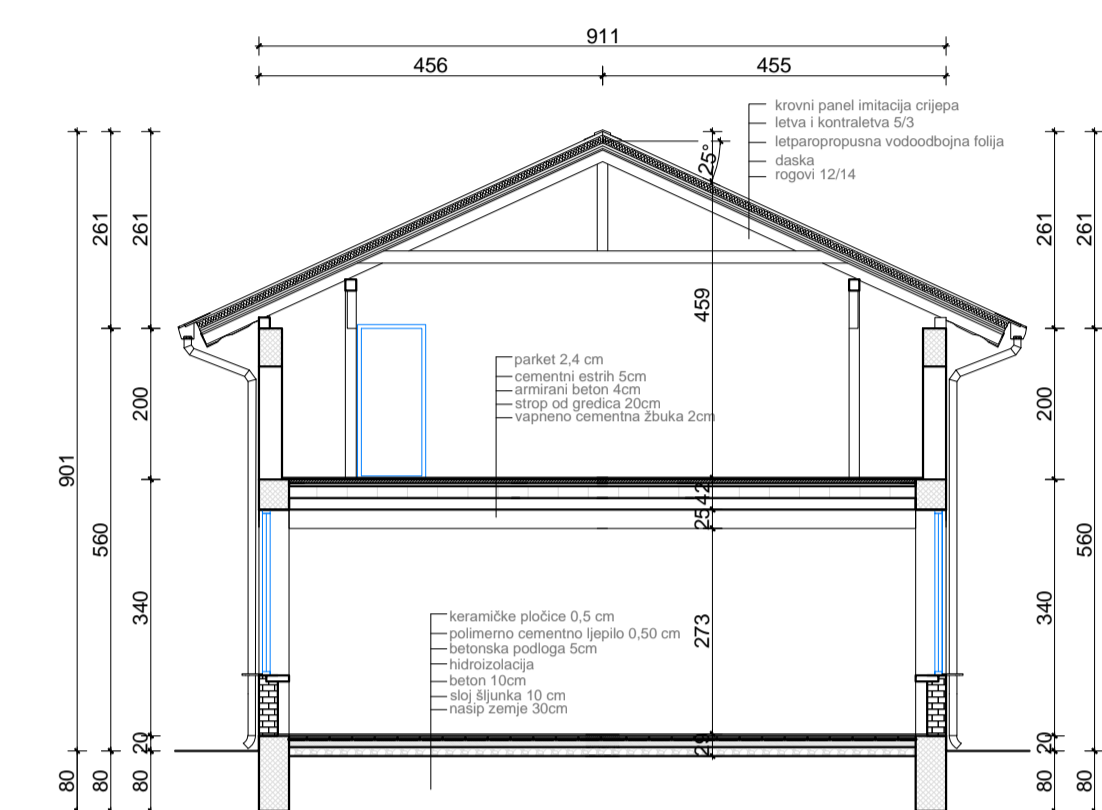 911
456
455
krovni panel imitacija crijepa
letva i kontraletva 5/3
letparopropusna vodoodbojna folija
daska
rogovi 12/14
25°
261
261
261
261
459
parket 2,4 cm
cementni estrih 5cm
armirani beton 4cm
strop od gredica 20cm
vapneno cementna žbuka 2cm
200
200
901
560
560
42
25
340
340
273
keramičke pločice 0,5 cm
polimerno cementno ljepilo 0,50 cm
betonska podloga 5cm
hidroizolacija
beton 10cm
sloj šljunka 10 cm
nasip zemje 30cm
20
20
80
80
80
80
80